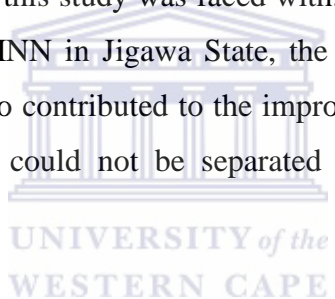 this study was faced with.
INN in Jigawa State, the
o contributed to the impro
could not be separated
UNIVERSITY of the
WESTERN CAPE